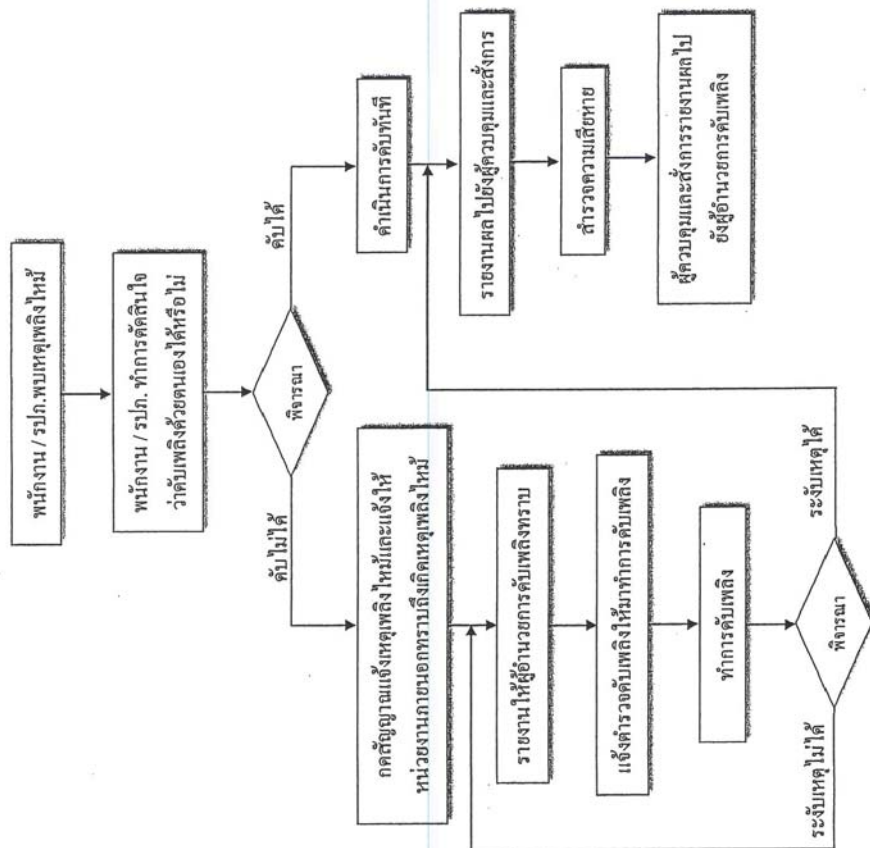 พนักงาน / รปภ.พบเหตุเพลิงไหม้
พนักงาน / รปภ. ทำการตัดสินใจ
ว่าดับเพลิงด้วยตนเองได้หรือไม่
พิจารณา
ดับไม่ได้
ดับได้
กดสัญญาณแจ้งเหตุเพลิงไหม้และแจ้งให้
หน่วยงานภายนอกทราบถึงเกิดเหตุเพลิงไหม้
ดำเนินการดับทันที
รายงานให้ผู้อำนวยการดับเพลิงทราบ
รายงานผลไปยังผู้ควบคุมและสั่งการ
แจ้งตำรวจดับเพลิงให้มาทำการดับเพลิง
สำรวจความเสียหาย
ทำการดับเพลิง
ผู้ควบคุมและสั่งการรายงานผลไป
ยังผู้อำนวยการดับเพลิง
พิจารณา
ระงับเหตุไม่ได้
ระงับเหตุได้